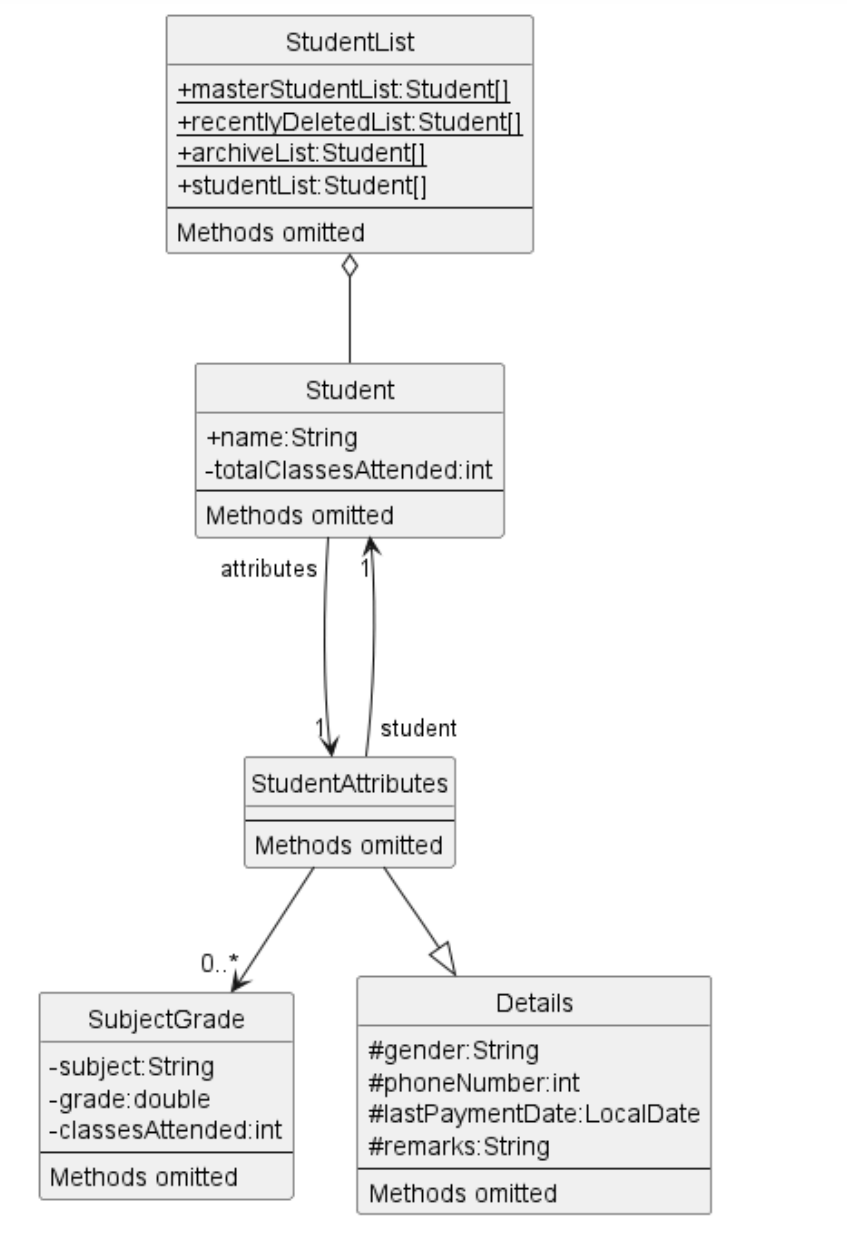 StudentList
+masterStudentList:Student[]
+recentlyDeletedList:Student[]
+archiveList:Student[]
+studentList:Student[]
Methods omitted
Student
+name:String
-totalClassesAttended:int
Methods omitted
attributes
1
1
student
StudentAttributes
Methods omitted
0..*
SubjectGrade
-subject:String
-grade:double
-classesAttended:int
Methods omitted
Details
#gender:String
#phoneNumber:int
#lastPaymentDate:LocalDate
#remarks:String
Methods omitted